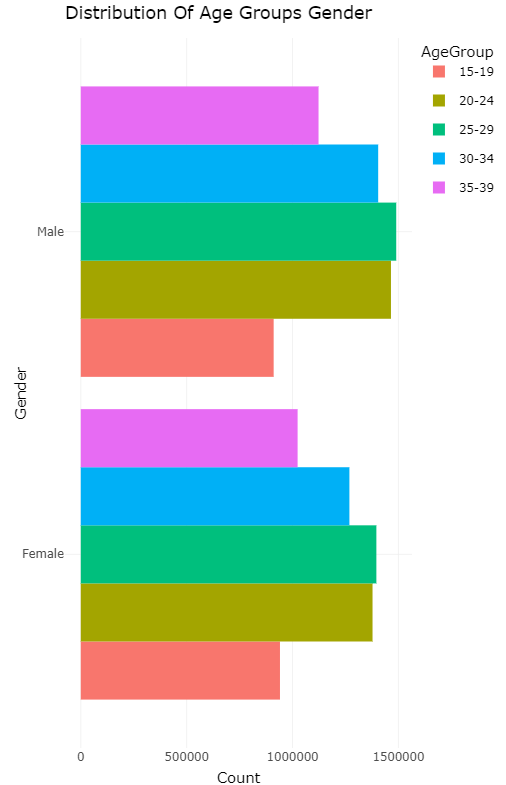 Distribution Of Age Groups Gender
AgeGroup
15-19
20-24
25-29
30-34
35-39
Male
Female
Gender
0
500000
1000000
1500000
Count